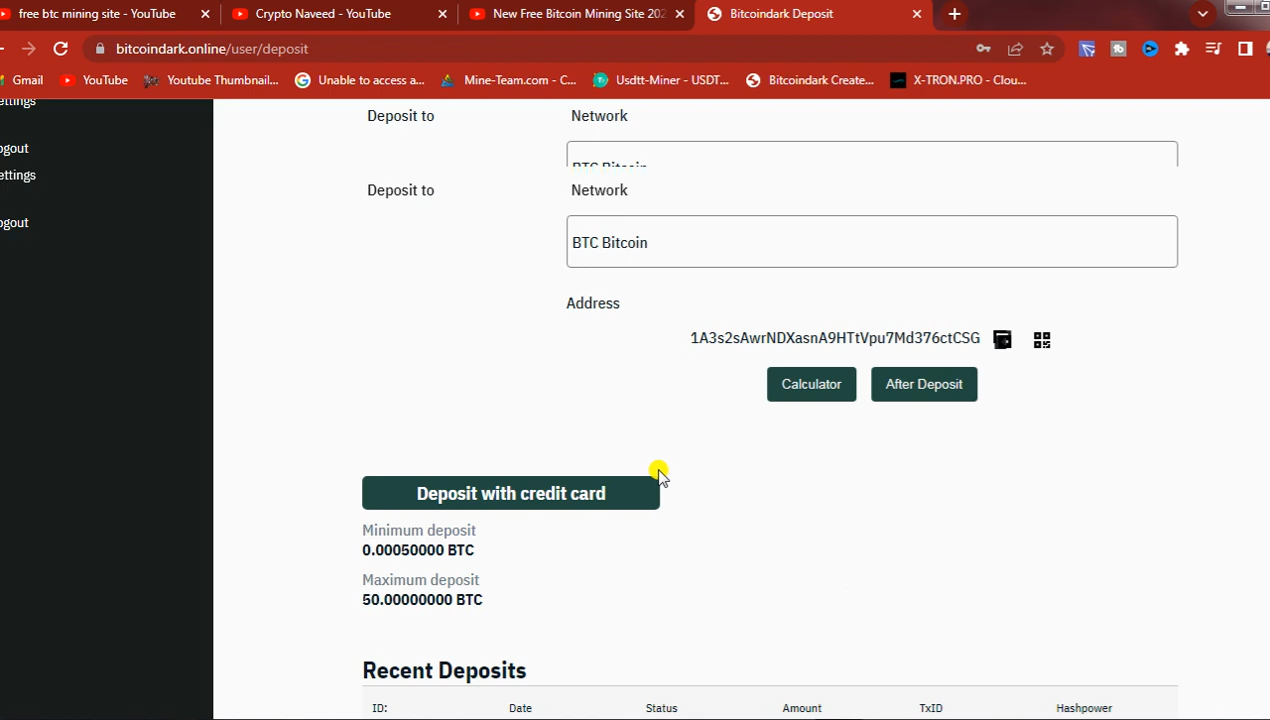 free btc mining site - YouTube
Crypto Naveed - YouTube
New Free Bitcoin Mining Site 202
Bitcoindark Deposit
bitcoindark.online/user/deposit
Gmail
YouTube
Youtube Thumbnail...
Unable to access a...
Mine-Team.com - C...
Usdtt-Miner - USDT...
Bitcoindark Create...
X-TRON.PRO - Clou...
ettings
ogout
ettings
ogout
Deposit to
Network
BTC Bitcoin
Deposit to
Network
BTC Bitcoin
Address
1A3s2sAwrNDXasnA9HTtVpu7Md376ctCSG
Calculator
After Deposit
Deposit with credit card
Minimum deposit
0.00050000 BTC
Maximum deposit
50.00000000 BTC
Recent Deposits
ID:
Date
Status
Amount
TxID
Hashpower